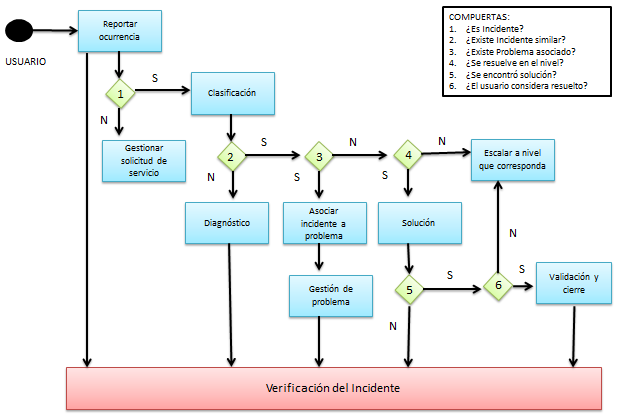 Reportar
ocurrencia
USUARIO
COMPUERTAS:
1. ¿Es Incidente?
2. ¿Existe Incidente similar?
3. ¿Existe Problema asociado?
4. ¿Se resuelve en el nivel?
5. ¿Se encontró solución?
6. ¿El usuario considera resuelto?
1
S
Clasificación
N
Gestionar
solicitud de
servicio
2
S
3
N
4
N
Escalar a nivel
que corresponda
N
S
S
Diagnóstico
Asociar
incidente a
problema
Solución
N
Gestión de
problema
5
S
6
S
Validación y
cierre
N
Verificación del Incidente